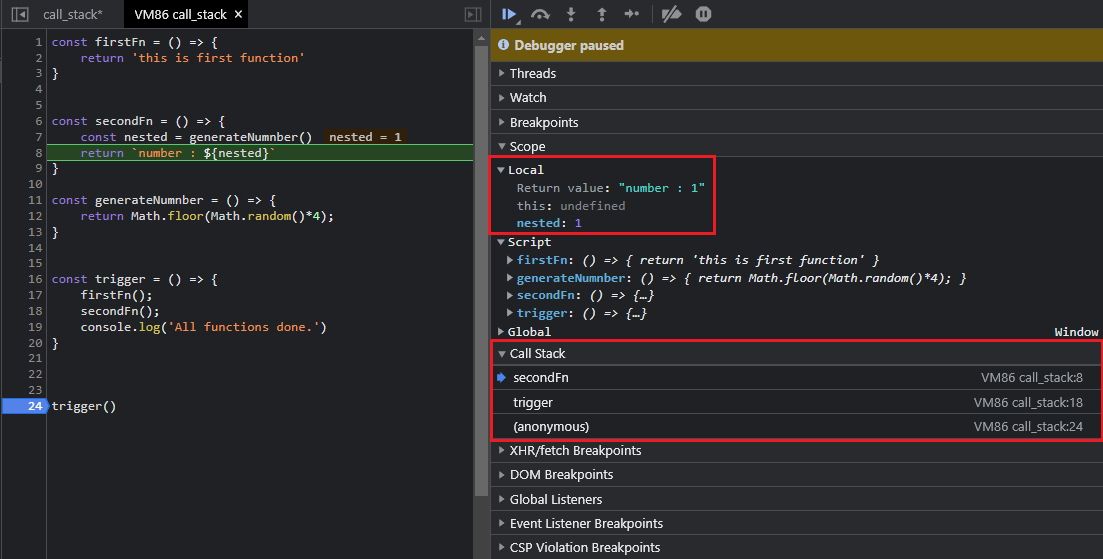 call_stack*
VM86 call_stack ×
1 const firstFn = () => {
2 return 'this is first function'
3 }
4
5
6 const secondFn = () => {
7 const nested = generateNumnber() nested = 1
8 return `number : ${nested}`
9 }
10
11 const generateNumnber = () => {
12 return Math.floor(Math.random()*4);
13 }
14
15
16 const trigger = () => {
17 firstFn();
18 secondFn();
19 console.log('All functions done.')
20 }
21
22
23
24 trigger()
Debugger paused
Threads
Watch
Breakpoints
Scope
Local
Return value: "number : 1"
this: undefined
nested: 1
Script
firstFn: () => { return 'this is first function' }
generateNumnber: () => { return Math.floor(Math.random()*4); }
secondFn: () => {…}
trigger: () => {…}
Global Window
Call Stack
secondFn VM86 call_stack:8
trigger VM86 call_stack:18
(anonymous) VM86 call_stack:24
XHR/fetch Breakpoints
DOM Breakpoints
Global Listeners
Event Listener Breakpoints
CSP Violation Breakpoints